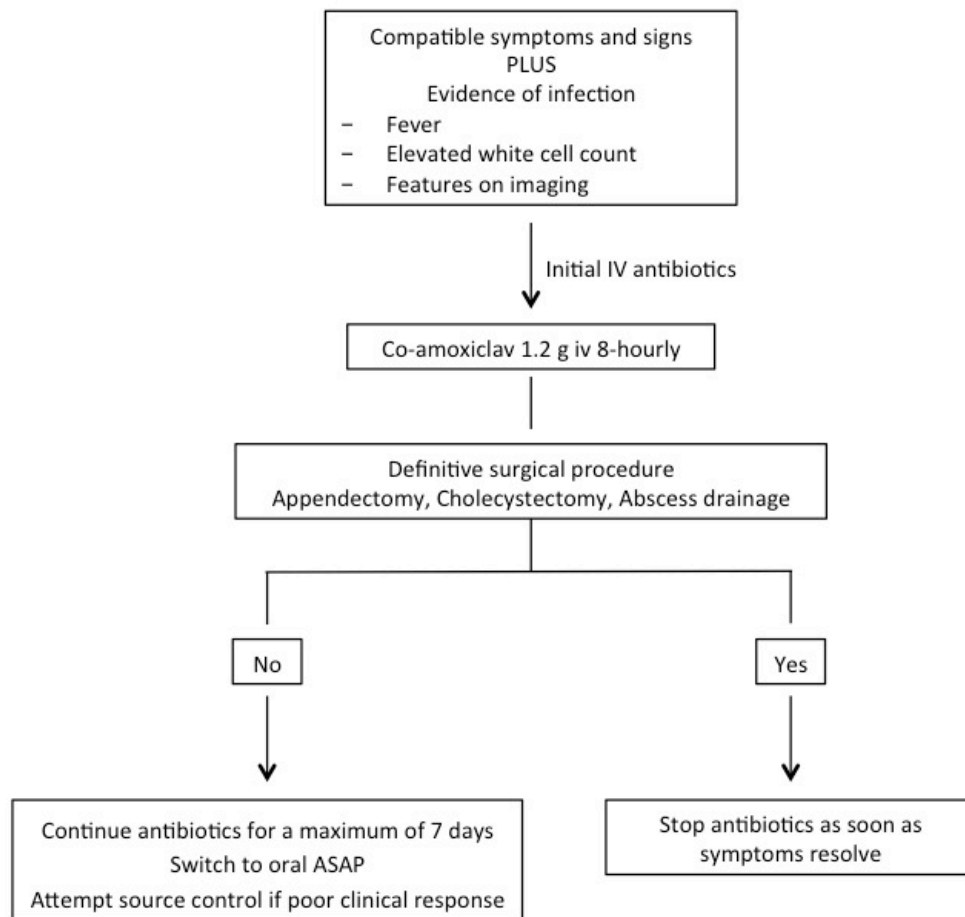 Compatible symptoms and signs
PLUS
Evidence of infection
– Fever
– Elevated white cell count
– Features on imaging
Initial IV antibiotics
Co-amoxiclav 1.2 g iv 8-hourly
Definitive surgical procedure
Appendectomy, Cholecystectomy, Abscess drainage
No
Yes
Continue antibiotics for a maximum of 7 days
Switch to oral ASAP
Attempt source control if poor clinical response
Stop antibiotics as soon as
symptoms resolve